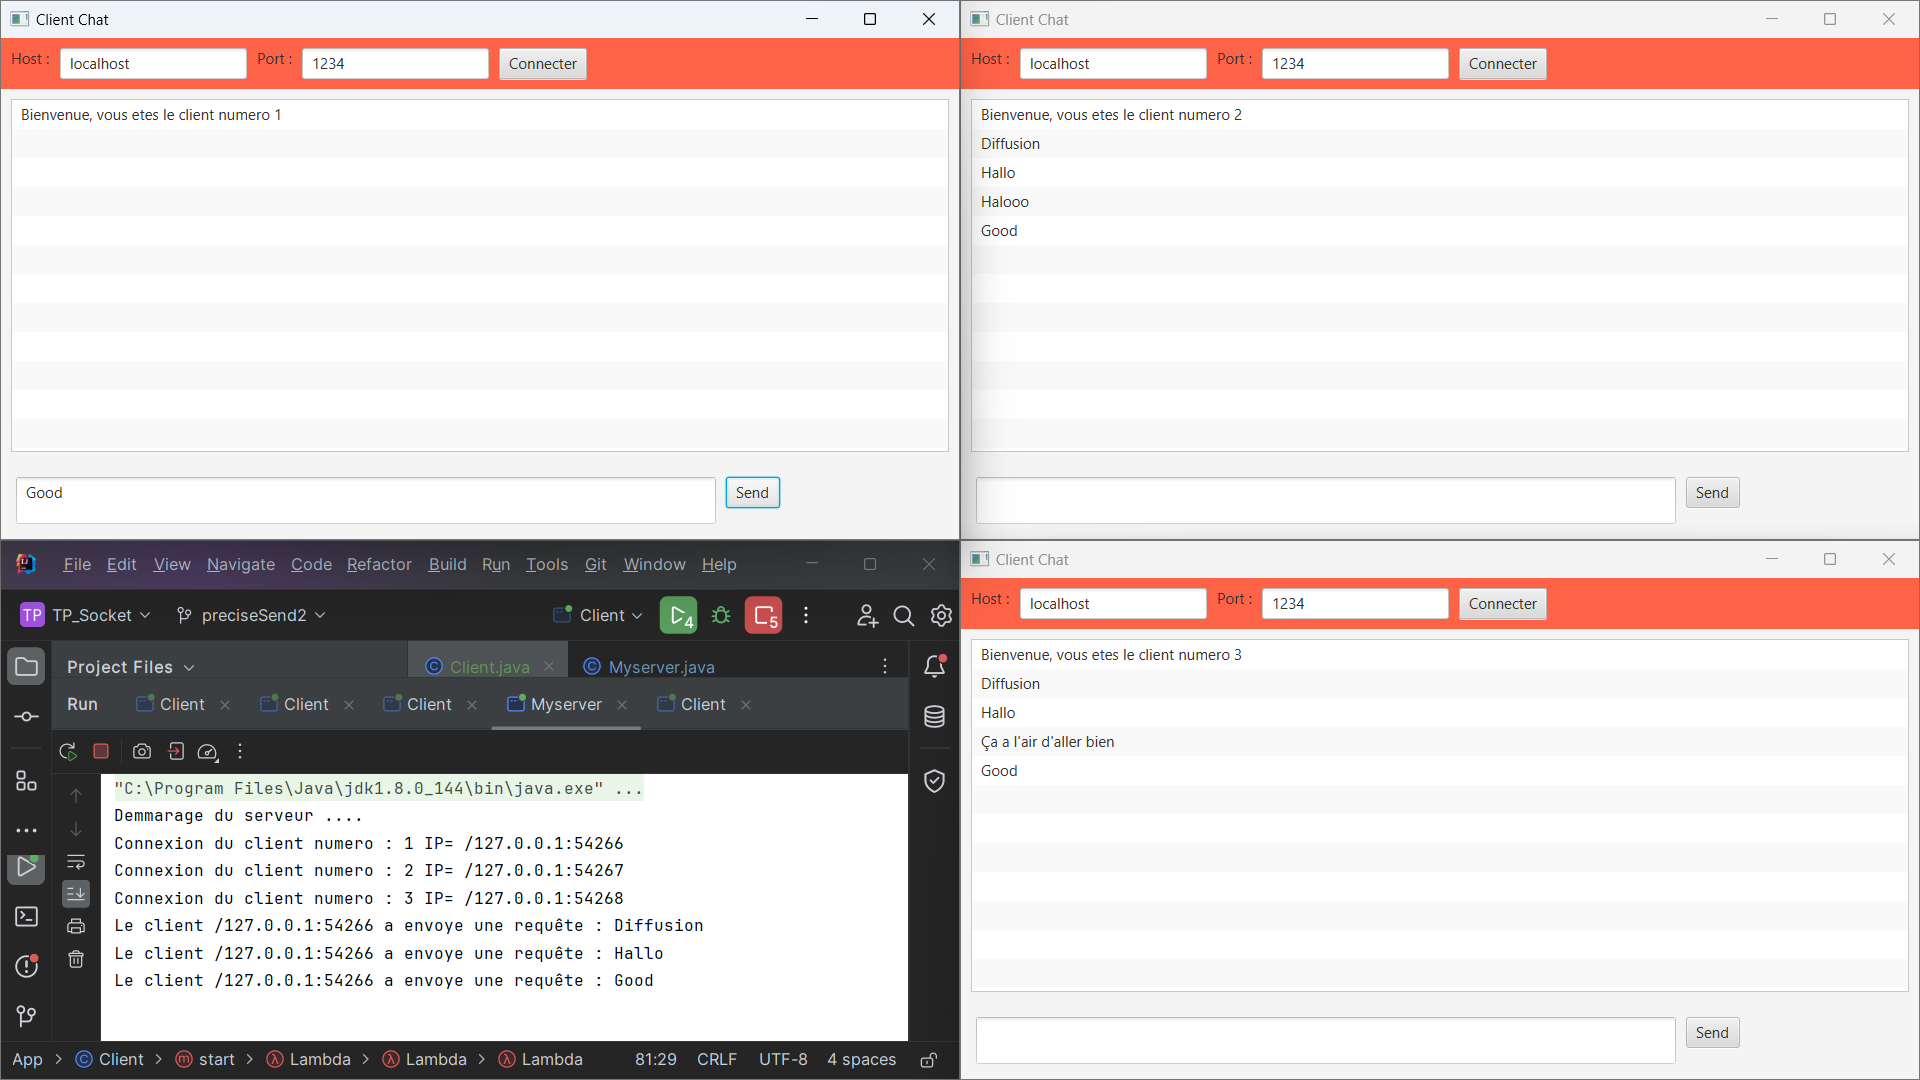 Client Chat
Host : localhost Port : 1234 Connecter
Bienvenue, vous etes le client numero 1
Good Send
Client Chat
Host : localhost Port : 1234 Connecter
Bienvenue, vous etes le client numero 2
Diffusion
Hallo
Halooo
Good
Send
File Edit View Navigate Code Refactor Build Run Tools Git Window Help
TP TP_Socket preciseSend2 Client 4 5
Project Files Client.java Myserver.java
Run Client Client Client Myserver Client
"C:\Program Files\Java\jdk1.8.0_144\bin\java.exe" ...
Demmarage du serveur ....
Connexion du client numero : 1 IP= /127.0.0.1:54266
Connexion du client numero : 2 IP= /127.0.0.1:54267
Connexion du client numero : 3 IP= /127.0.0.1:54268
Le client /127.0.0.1:54266 a envoye une requête : Diffusion
Le client /127.0.0.1:54266 a envoye une requête : Hallo
Le client /127.0.0.1:54266 a envoye une requête : Good
App > Client > start > Lambda > Lambda > Lambda 81:29 CRLF UTF-8 4 spaces
Client Chat
Host : localhost Port : 1234 Connecter
Bienvenue, vous etes le client numero 3
Diffusion
Hallo
Ça a l'air d'aller bien
Good
Send